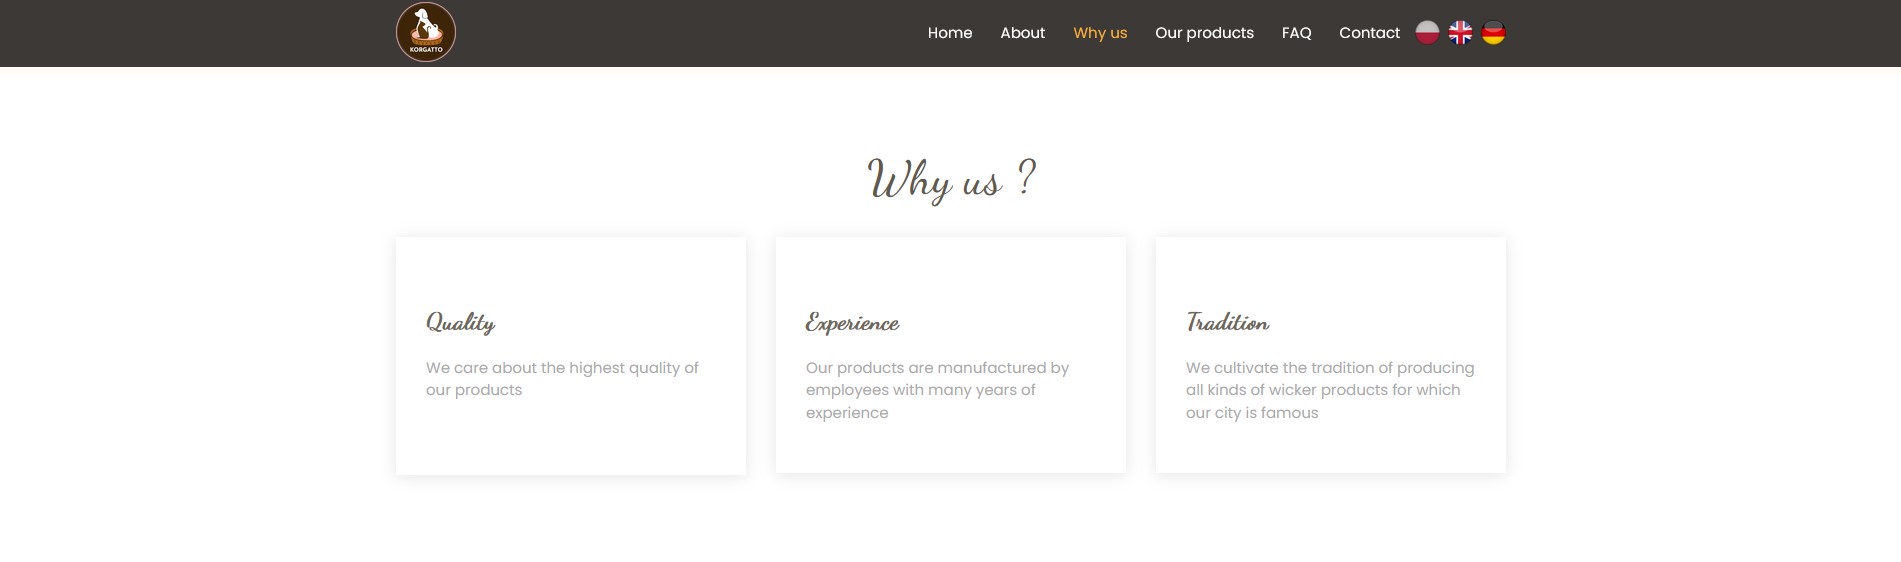 KORGATTO
Home About Why us Our products FAQ Contact
Why us ?
Quality
We care about the highest quality of
our products
Experience
Our products are manufactured by
employees with many years of
experience
Tradition
We cultivate the tradition of producing
all kinds of wicker products for which
our city is famous